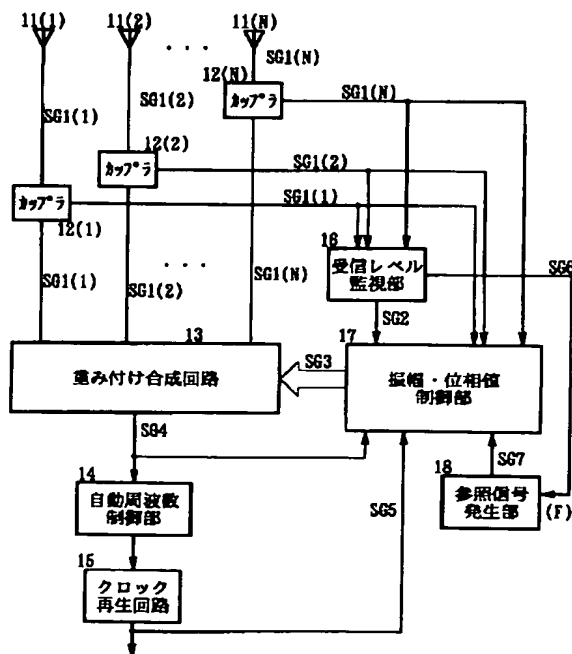 11(1)
11(2)
11(N)
SG1(N)
12(N)
カップラ
SG1(N)
SG1(1)
SG1(2)
12(2)
カップラ
SG1(2)
SG1(1)
カップラ
12(1)
16
受信レベル
監視部
SG6
SG1(1)
SG1(2)
SG1(N)
SG2
13
17
重み付け合成回路
SG3
振幅・位相値
制御部
SG4
14
自動周波数
制御部
SG5
SG7
18
参照信号
発生部
(F)
15
クロック
再生回路